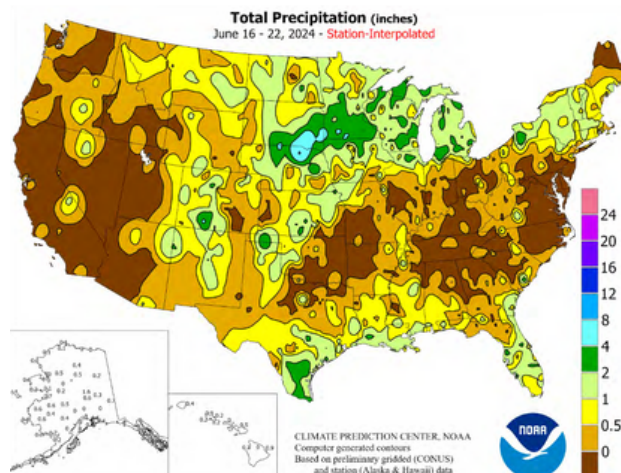 Total Precipitation (inches)
June 16 - 22, 2024 - Station-Interpolated
24
20
16
12
8
4
2
1
0.5
0
CLIMATE PREDICTION CENTER, NOAA
Computer generated contours
Based on preliminary gridded (CONUS)
and station (Alaska & Hawaii) data
NOAA